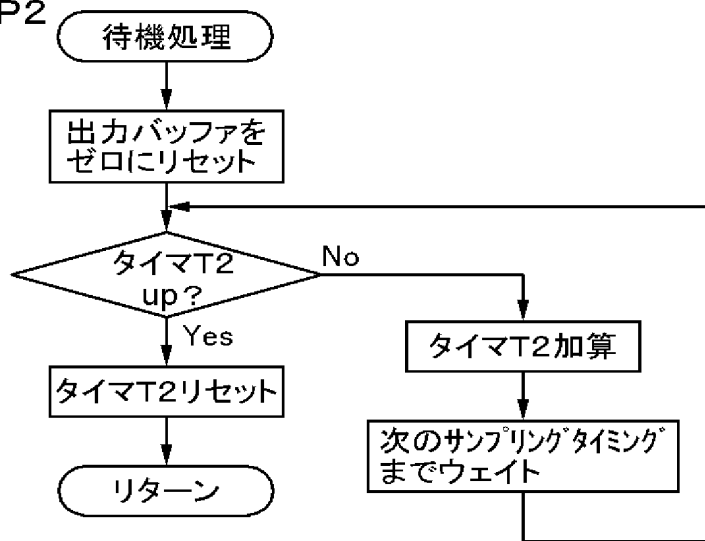 P2
待機処理
出力バッファを
ゼロにリセット
タイマT2
up？
No
Yes
タイマT2加算
タイマT2リセット
次のｻﾝﾌﾟﾘﾝｸﾞﾀｲﾐﾝｸﾞ
までウェイト
リターン